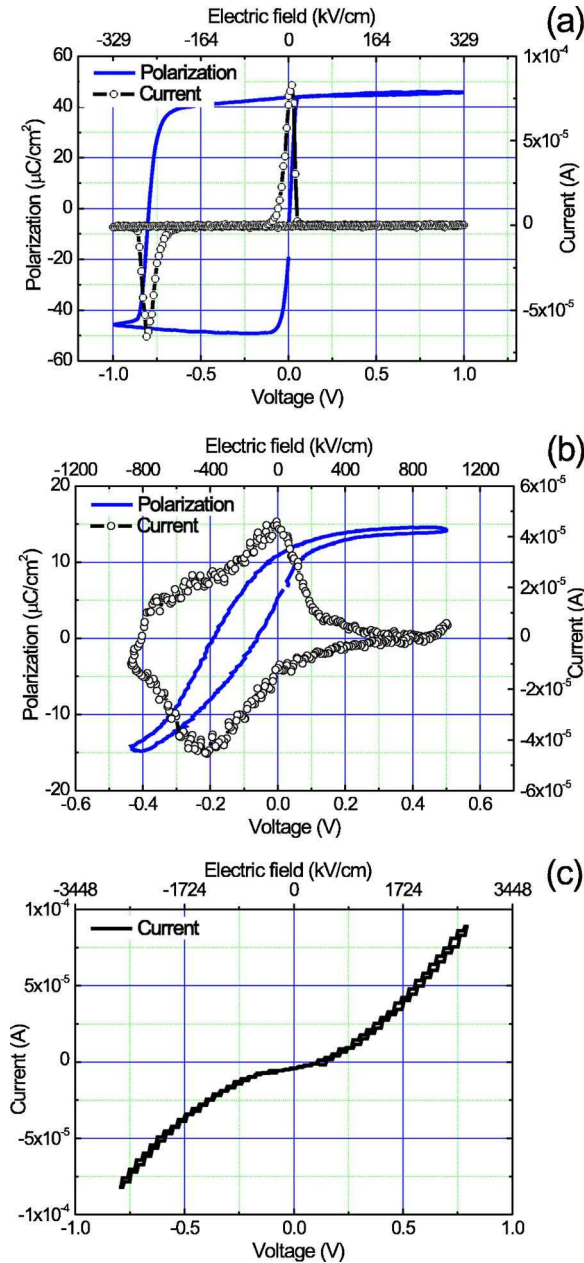 Electric field (kV/cm)
(a)
-329 -164 0 164 329
60 1x10⁻⁴
Polarization
Current
40
5x10⁻⁵
20
Polarization (µC/cm²)
Current (A)
0 0
-20
-40
-5x10⁻⁵
-60
-1.0 -0.5 0.0 0.5 1.0
Voltage (V)
Electric field (kV/cm)
(b)
-1200 -800 -400 0 400 800 1200
20 6x10⁻⁵
Polarization
Current
4x10⁻⁵
10
2x10⁻⁵
Polarization (µC/cm²)
Current (A)
0 0
-2x10⁻⁵
-10
-4x10⁻⁵
-20 -6x10⁻⁵
-0.6 -0.4 -0.2 0.0 0.2 0.4 0.6
Voltage (V)
Electric field (kV/cm)
(c)
-3448 -1724 0 1724 3448
1x10⁻⁴
Current
5x10⁻⁵
Current (A)
0
-5x10⁻⁵
-1x10⁻⁴
-1.0 -0.5 0.0 0.5 1.0
Voltage (V)